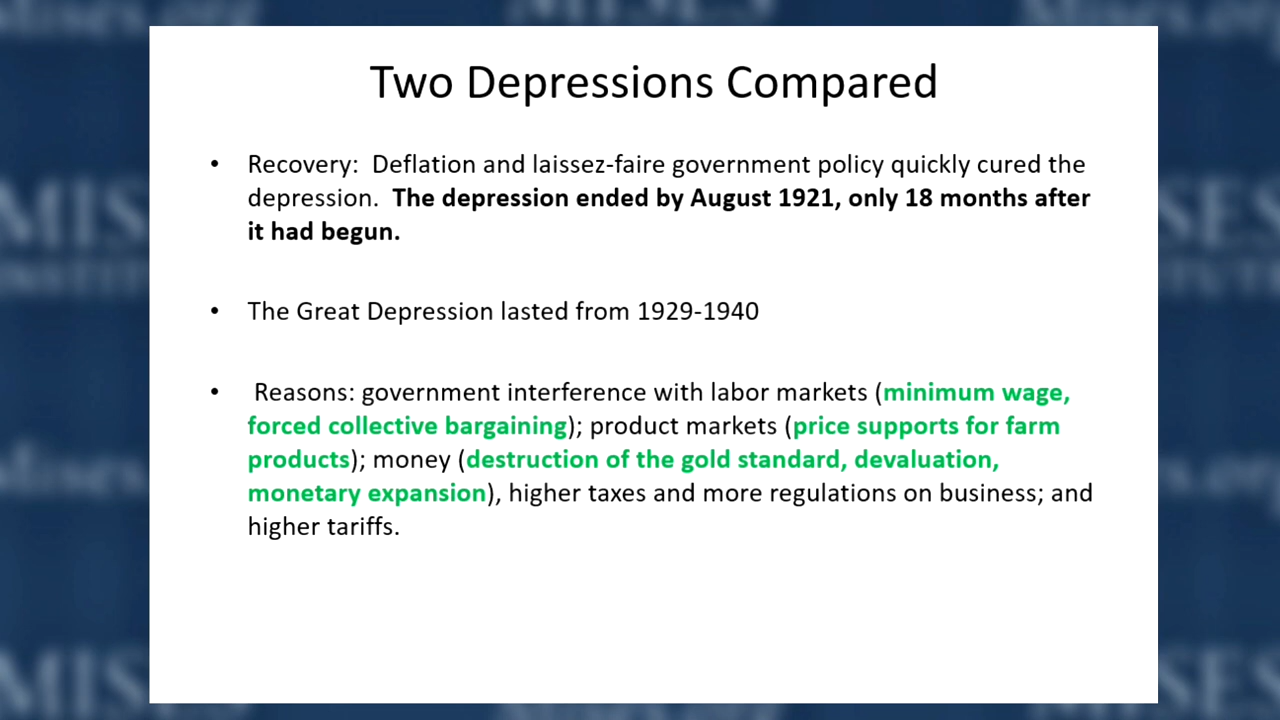 Two Depressions Compared
• Recovery:  Deflation and laissez-faire government policy quickly cured the
depression.  The depression ended by August 1921, only 18 months after
it had begun.
• The Great Depression lasted from 1929-1940
• Reasons: government interference with labor markets (minimum wage,
forced collective bargaining); product markets (price supports for farm
products); money (destruction of the gold standard, devaluation,
monetary expansion), higher taxes and more regulations on business; and
higher tariffs.